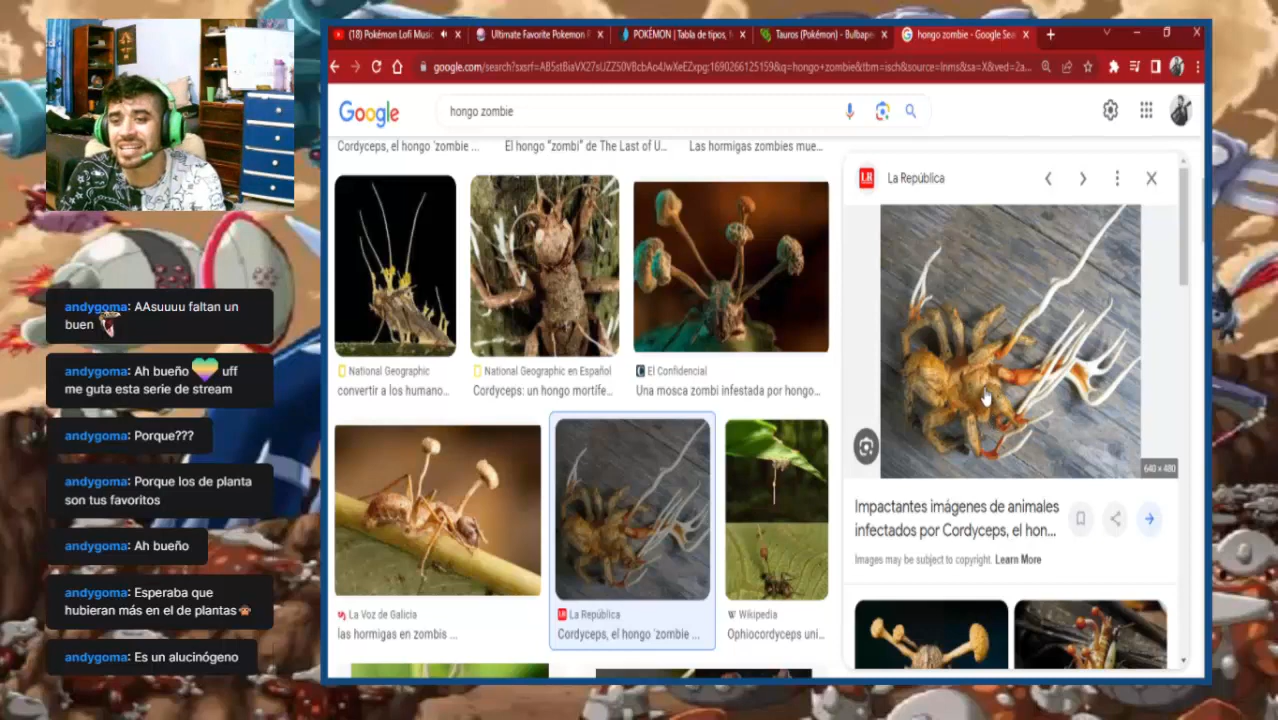 (18) Pokémon Lofi Music
Ultimate Favorite Pokemon P
POKÉMON | Tabla de tipos,
Tauros (Pokémon) - Bulbape
hongo zombie - Google Sea
hongo zombie
Google
Cordyceps, el hongo 'zombie ...
El hongo "zombi" de The Last of U...
Las hormigas zombies mue...
LR
La República
National Geographic
convertir a los humano...
National Geographic en Español
Cordyceps: un hongo mortífe...
El Confidencial
Una mosca zombi infestada por hongo...
640 × 480
Impactantes imágenes de animales
infectados por Cordyceps, el hon...
Images may be subject to copyright. Learn More
La Voz de Galicia
las hormigas en zombis ...
La República
Cordyceps, el hongo 'zombie ...
W Wikipedia
Ophiocordyceps uni...
andygoma: AAsuuuu faltan un
buen
andygoma: Ah bueño uff
me guta esta serie de stream
andygoma: Porque???
andygoma: Porque los de planta
son tus favoritos
andygoma: Ah bueño
andygoma: Esperaba que
hubieran más en el de plantas
andygoma: Es un alucinógeno